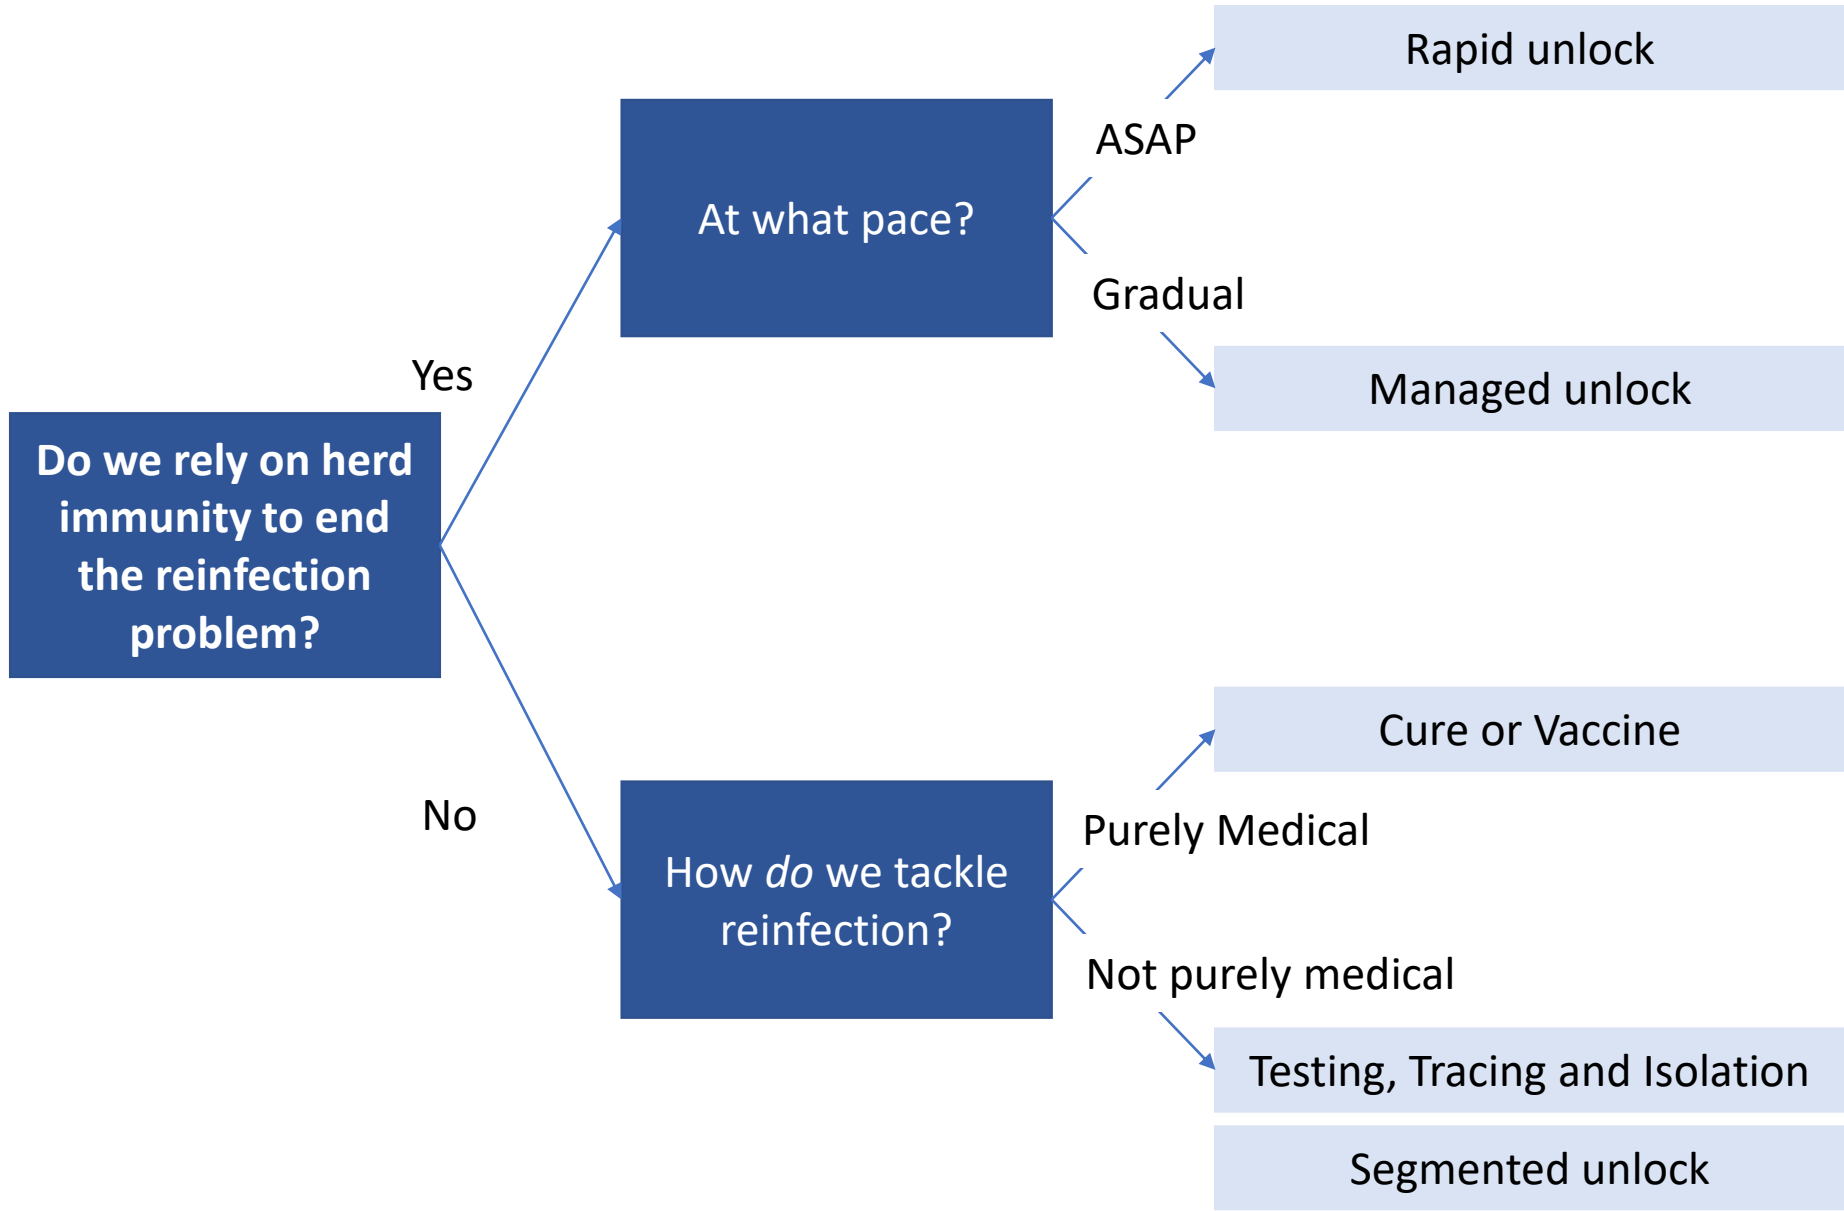 Do we rely on herd
immunity to end
the reinfection
problem?
Yes
No
At what pace?
ASAP
Gradual
Rapid unlock
Managed unlock
How do we tackle
reinfection?
Purely Medical
Not purely medical
Cure or Vaccine
Testing, Tracing and Isolation
Segmented unlock